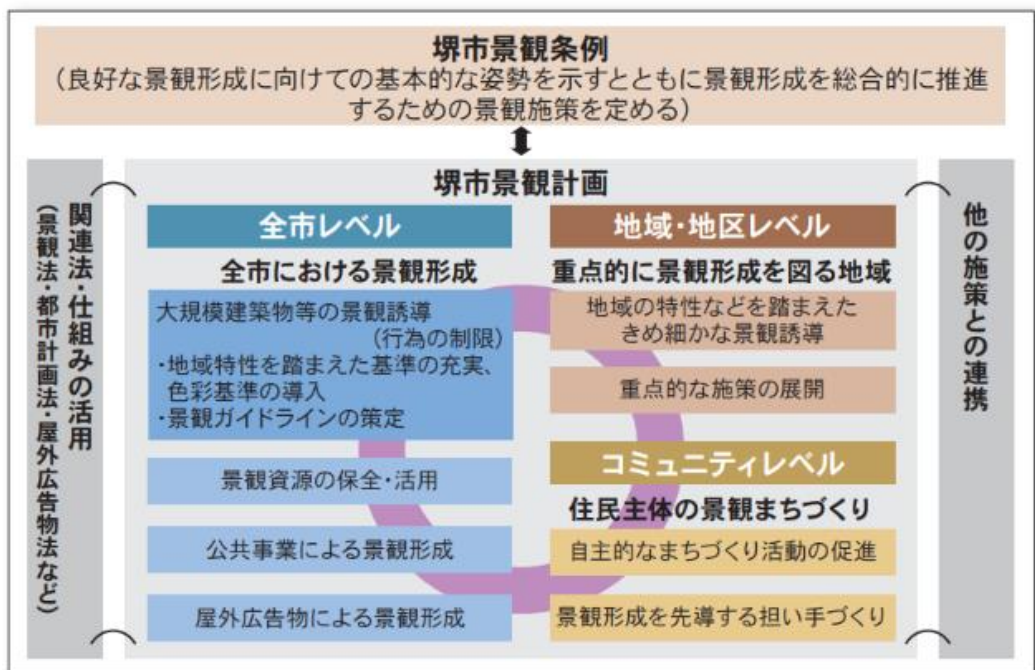 堺市景観条例
(良好な景観形成に向けての基本的な姿勢を示すとともに景観形成を総合的に推進
するための景観施策を定める)
関連法・仕組みの活用
(景観法・都市計画法・屋外広告物法など)
堺市景観計画
全市レベル
全市における景観形成
大規模建築物等の景観誘導
(行為の制限)
・地域特性を踏まえた基準の充実、
色彩基準の導入
・景観ガイドラインの策定
景観資源の保全・活用
公共事業による景観形成
屋外広告物による景観形成
地域・地区レベル
重点的に景観形成を図る地域
地域の特性などを踏まえた
きめ細かな景観誘導
重点的な施策の展開
コミュニティレベル
住民主体の景観まちづくり
自主的なまちづくり活動の促進
景観形成を先導する担い手づくり
他の施策との連携